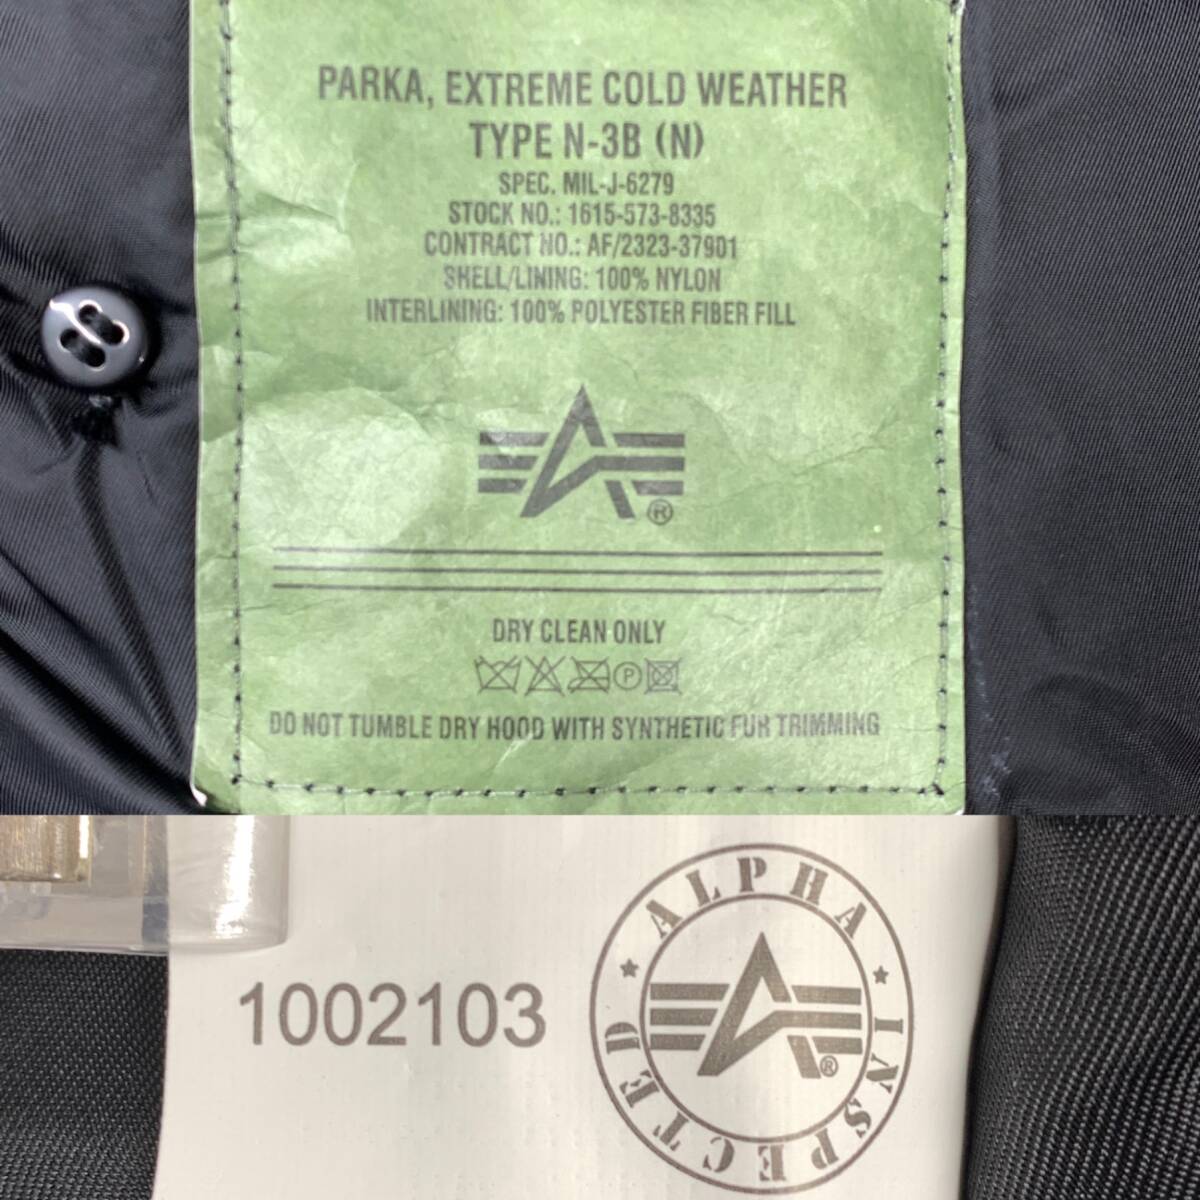 PARKA, EXTREME COLD WEATHER
TYPE N-3B (N)
SPEC. MIL-J-6279
STOCK NO.: 1615-573-8335
CONTRACT NO.: AF/2323-37901
SHELL/LINING: 100% NYLON
INTERLINING: 100% POLYESTER FIBER FILL
®
DRY CLEAN ONLY
P
DO NOT TUMBLE DRY HOOD WITH SYNTHETIC FUR TRIMMING
1002103
ALPHA INSPECTED
®